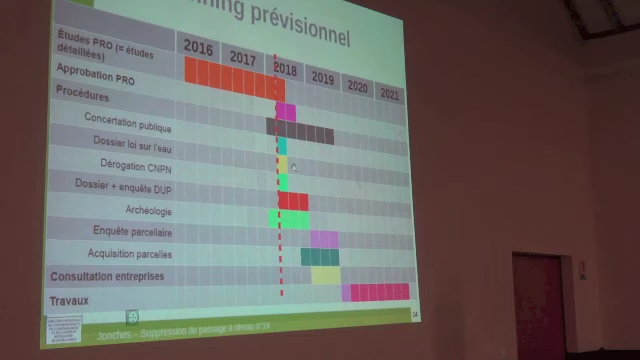 prévisionnel
2016 2017 2018 2019 2020 2021
Études PRO (= études
détaillées)
Approbation PRO
Procédures
Concertation publique
Dossier loi sur l'eau
Dérogation CNPN
Dossier + enquête DUP
Archéologie
Enquête parcellaire
Acquisition parcelles
Consultation entreprises
Travaux
Jonches – Suppression du passage à niveau n°19
14